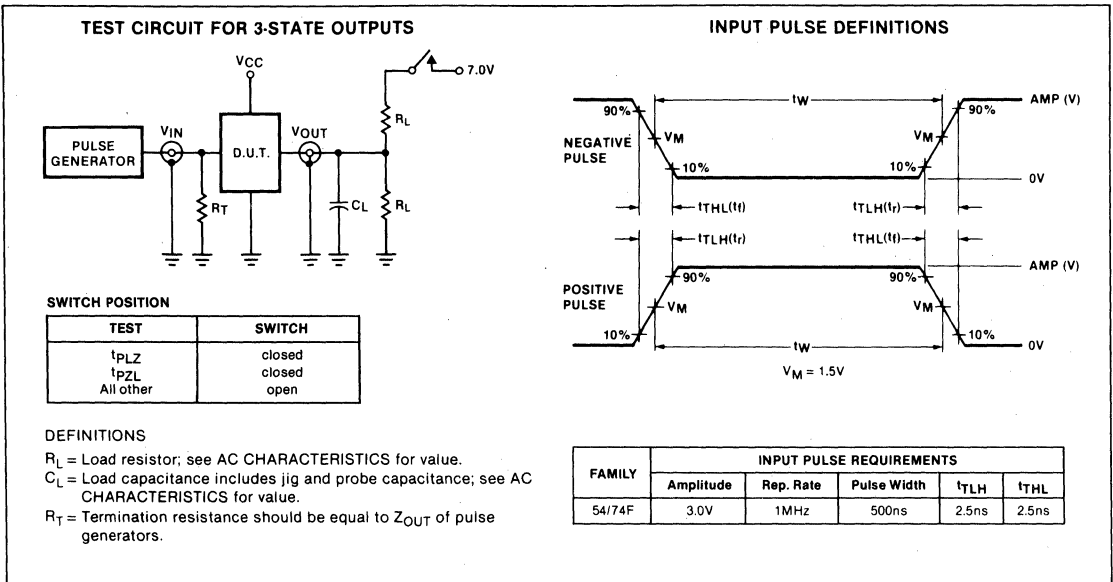 TEST CIRCUIT FOR 3-STATE OUTPUTS
VCC
7.0V
RL
PULSE GENERATOR
VIN
D.U.T.
VOUT
RT
CL
RL
SWITCH POSITION
TEST SWITCH
tPLZ closed
tPZL closed
All other open
DEFINITIONS
RL = Load resistor; see AC CHARACTERISTICS for value.
CL = Load capacitance includes jig and probe capacitance; see AC
CHARACTERISTICS for value.
RT = Termination resistance should be equal to ZOUT of pulse
generators.
INPUT PULSE DEFINITIONS
tW
AMP (V)
90% 90%
NEGATIVE
PULSE
VM VM
10% 10%
0V
tTHL(tf) tTLH(tr)
tTLH(tr) tTHL(tf)
AMP (V)
90% 90%
POSITIVE
PULSE
VM VM
10% 10%
tW
0V
VM = 1.5V
FAMILY INPUT PULSE REQUIREMENTS
Amplitude Rep. Rate Pulse Width tTLH tTHL
54/74F 3.0V 1MHz 500ns 2.5ns 2.5ns